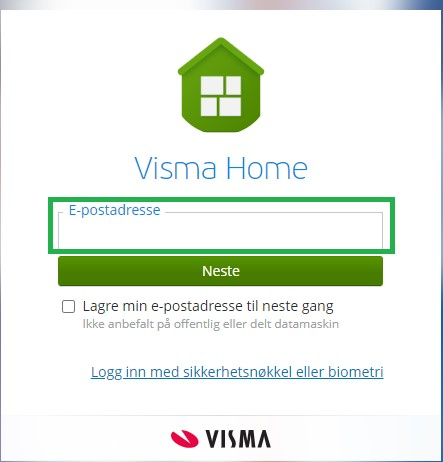 Visma Home
E-postadresse
Neste
Lagre min e-postadresse til neste gang
Ikke anbefalt på offentlig eller delt datamaskin
Logg inn med sikkerhetsnøkkel eller biometri
VISMA